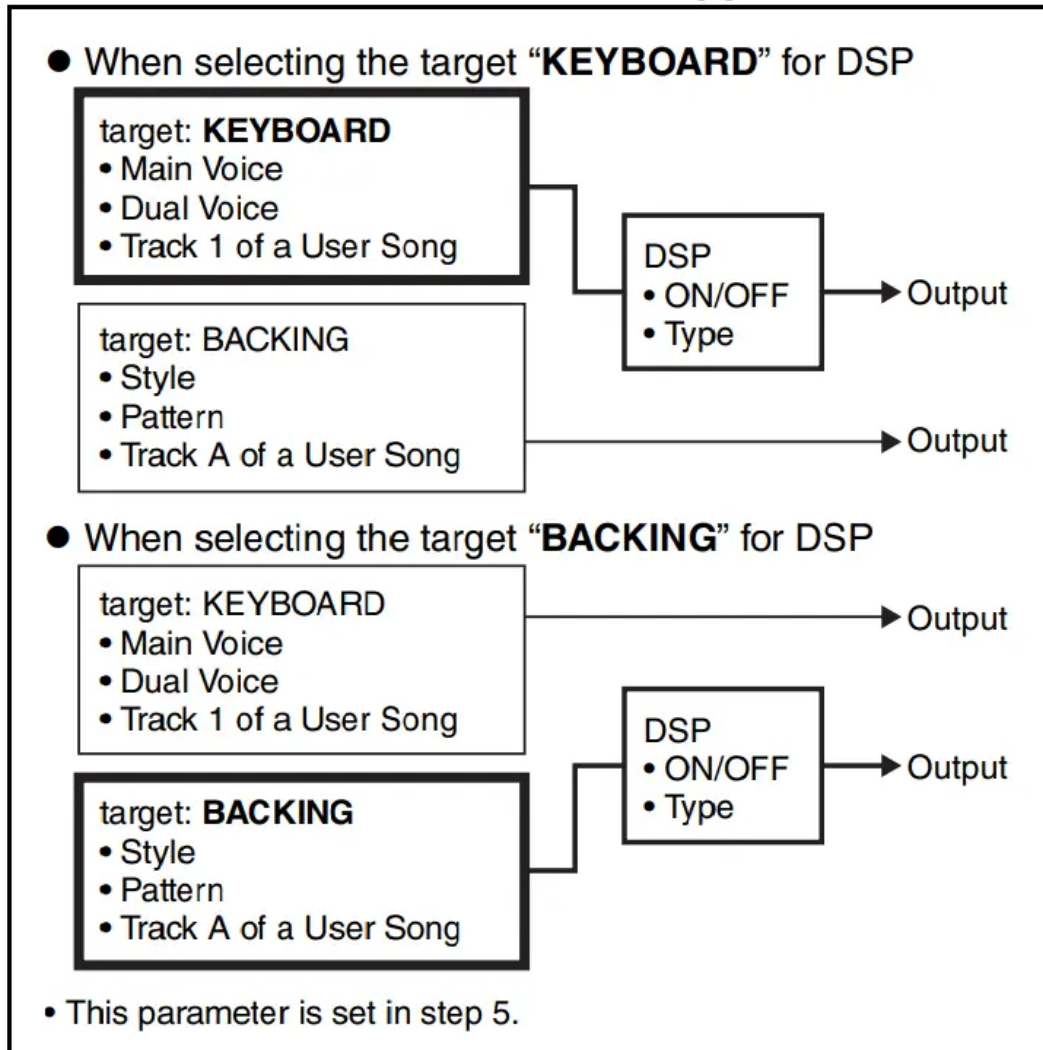 ● When selecting the target “KEYBOARD” for DSP
target: KEYBOARD
• Main Voice
• Dual Voice
• Track 1 of a User Song
DSP
• ON/OFF
• Type
Output
target: BACKING
• Style
• Pattern
• Track A of a User Song
Output
● When selecting the target “BACKING” for DSP
target: KEYBOARD
• Main Voice
• Dual Voice
• Track 1 of a User Song
Output
target: BACKING
• Style
• Pattern
• Track A of a User Song
DSP
• ON/OFF
• Type
Output
• This parameter is set in step 5.